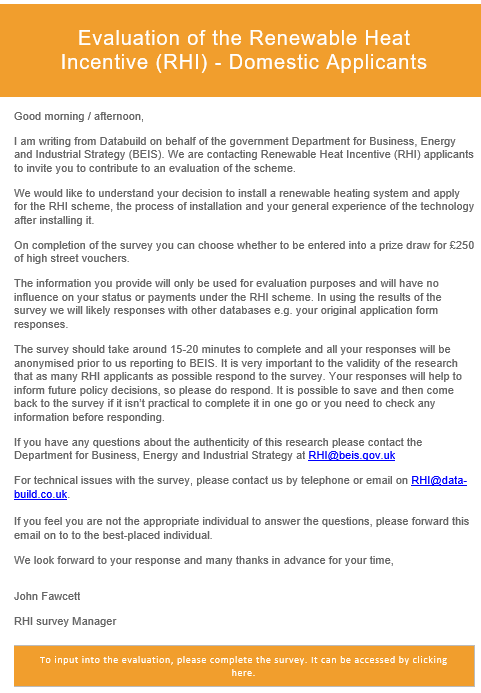 Evaluation of the Renewable Heat
Incentive (RHI) - Domestic Applicants
Good morning / afternoon,
I am writing from Databuild on behalf of the government Department for Business, Energy
and Industrial Strategy (BEIS). We are contacting Renewable Heat Incentive (RHI) applicants
to invite you to contribute to an evaluation of the scheme.
We would like to understand your decision to install a renewable heating system and apply
for the RHI scheme, the process of installation and your general experience of the technology
after installing it.
On completion of the survey you can choose whether to be entered into a prize draw for £250
of high street vouchers.
The information you provide will only be used for evaluation purposes and will have no
influence on your status or payments under the RHI scheme. In using the results of the
survey we will likely responses with other databases e.g. your original application form
responses.
The survey should take around 15-20 minutes to complete and all your responses will be
anonymised prior to us reporting to BEIS. It is very important to the validity of the research
that as many RHI applicants as possible respond to the survey. Your responses will help to
inform future policy decisions, so please do respond. It is possible to save and then come
back to the survey if it isn't practical to complete it in one go or you need to check any
information before responding.
If you have any questions about the authenticity of this research please contact the
Department for Business, Energy and Industrial Strategy at RHI@beis.gov.uk
For technical issues with the survey, please contact us by telephone or email on RHI@data-
build.co.uk.
If you feel you are not the appropriate individual to answer the questions, please forward this
email on to to the best-placed individual.
We look forward to your response and many thanks in advance for your time,
John Fawcett
RHI survey Manager
To input into the evaluation, please complete the survey. It can be accessed by clicking
here.